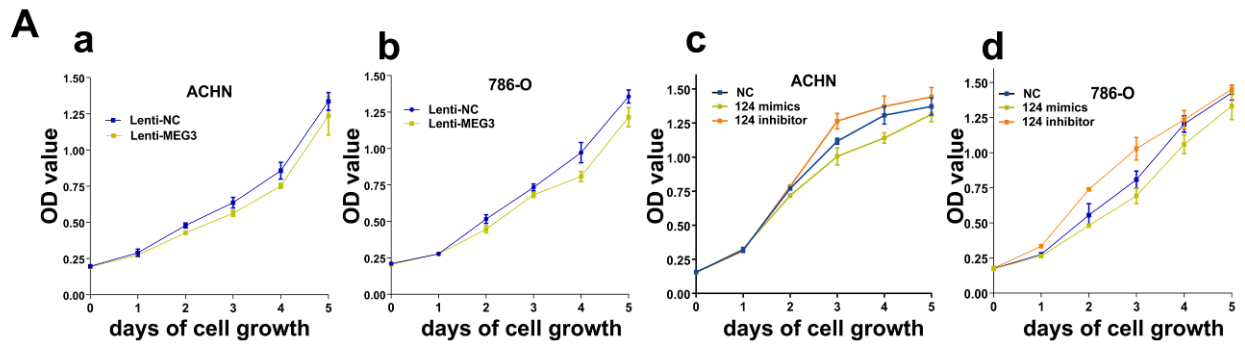 A
a
ACHN
Lenti-NC
Lenti-MEG3
OD value
1.50
1.25
1.00
0.75
0.50
0.25
0.00
0 1 2 3 4 5
days of cell growth
b
786-O
Lenti-NC
Lenti-MEG3
OD value
1.50
1.25
1.00
0.75
0.50
0.25
0.00
0 1 2 3 4 5
days of cell growth
c
ACHN
NC
124 mimics
124 inhibitor
OD value
1.50
1.25
1.00
0.75
0.50
0.25
0.00
0 1 2 3 4 5
days of cell growth
d
786-O
NC
124 mimics
124 inhibitor
OD value
1.50
1.25
1.00
0.75
0.50
0.25
0.00
0 1 2 3 4 5
days of cell growth